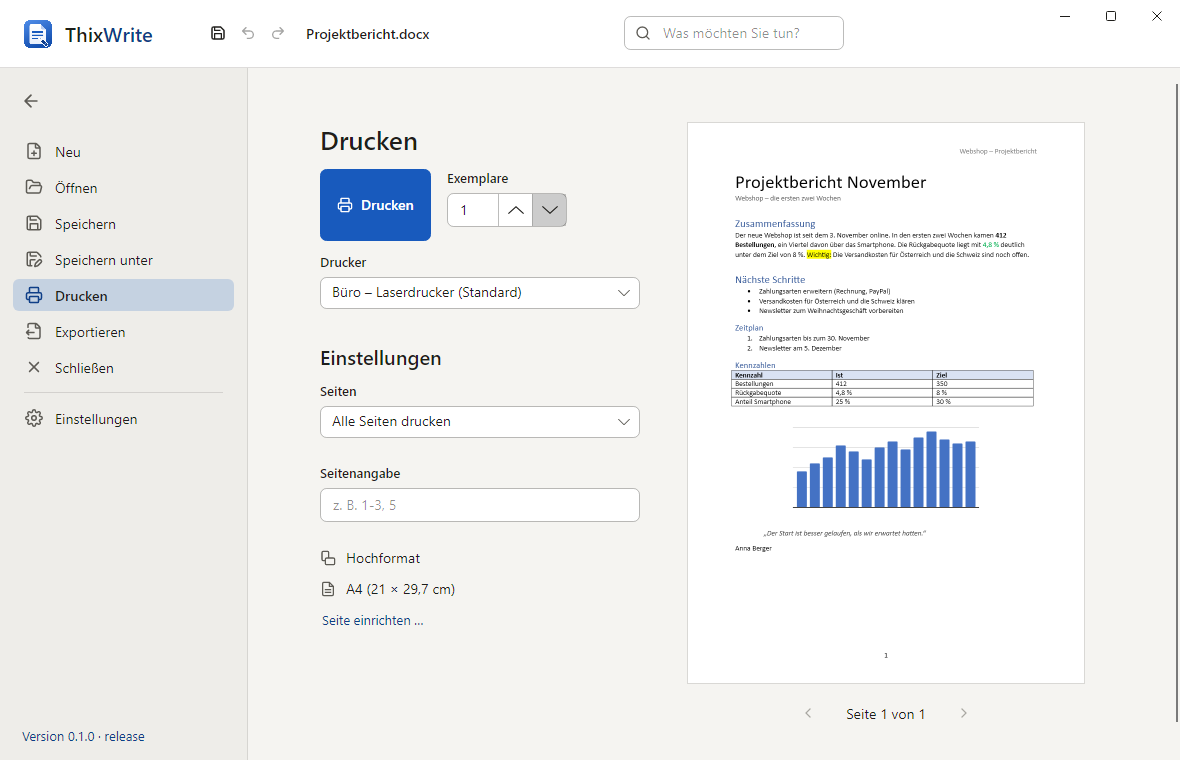 ThixWrite
Projektbericht.docx
Was möchten Sie tun?
Neu
Öffnen
Speichern
Speichern unter
Drucken
Exportieren
Schließen
Einstellungen
Version 0.1.0 · release
Drucken
Drucken
Exemplare
1
Drucker
Büro – Laserdrucker (Standard)
Einstellungen
Seiten
Alle Seiten drucken
Seitenangabe
z. B. 1-3, 5
Hochformat
A4 (21 × 29,7 cm)
Seite einrichten ...
Webshop – Projektbericht
Projektbericht November
Webshop – die ersten zwei Wochen
Zusammenfassung
Der neue Webshop ist seit dem 3. November online. In den ersten zwei Wochen kamen 412
Bestellungen, ein Viertel davon über das Smartphone. Die Rückgabequote liegt mit 4,8 % deutlich
unter dem Ziel von 8 %. Wichtig: Die Versandkosten für Österreich und die Schweiz sind noch offen.
Nächste Schritte
• Zahlungsarten erweitern (Rechnung, PayPal)
• Versandkosten für Österreich und die Schweiz klären
• Newsletter zum Weihnachtsgeschäft vorbereiten
Zeitplan
1. Zahlungsarten bis zum 30. November
2. Newsletter am 5. Dezember
Kennzahlen
Kennzahl Ist Ziel
Bestellungen 412 350
Rückgabequote 4,8 % 8 %
Anteil Smartphone 25 % 30 %
„Der Start ist besser gelaufen, als wir erwartet hatten.“
Anna Berger
1
Seite 1 von 1